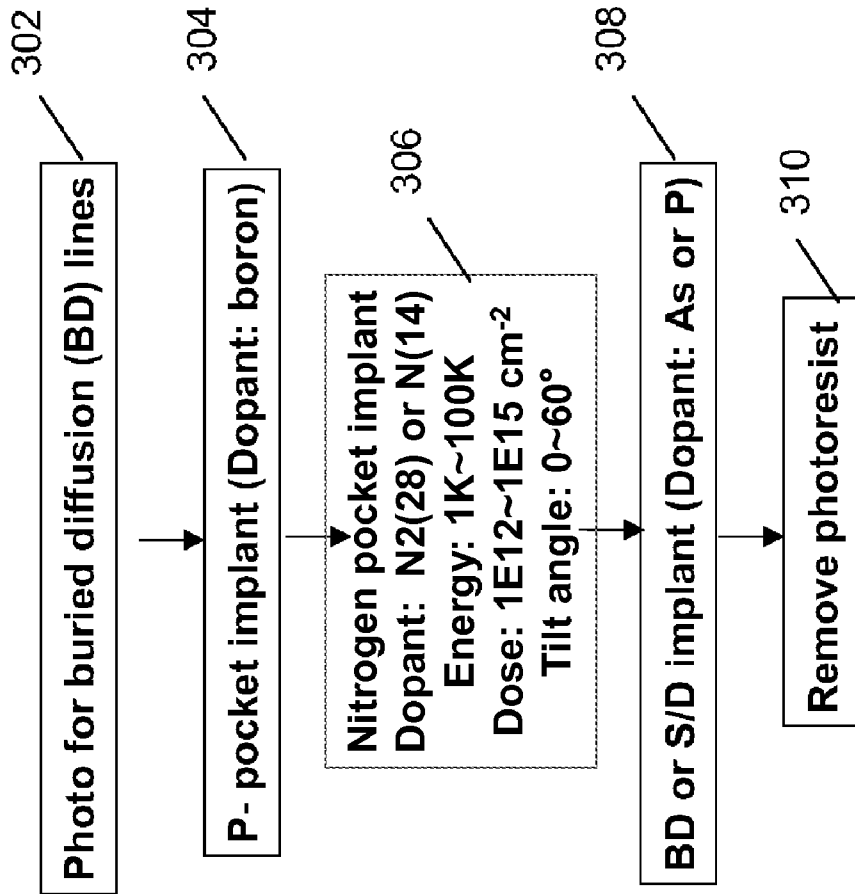 Photo for buried diffusion (BD) lines
302
P- pocket implant (Dopant: boron)
304
Nitrogen pocket implant
Dopant: N2(28) or N(14)
Energy: 1K~100K
Dose: 1E12~1E15 cm⁻²
Tilt angle: 0~60°
306
BD or S/D implant (Dopant: As or P)
308
Remove photoresist
310